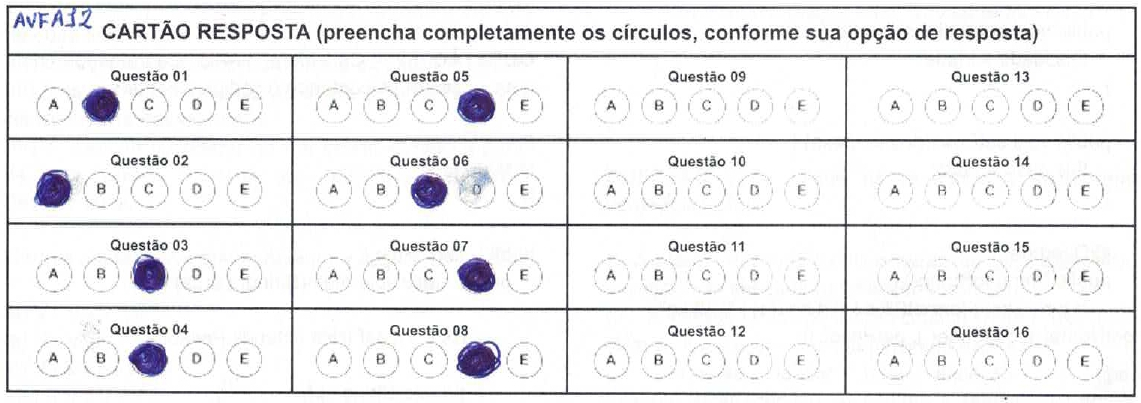 AVFA32
CARTÃO RESPOSTA (preencha completamente os círculos, conforme sua opção de resposta)
Questão 01 Questão 05 Questão 09 Questão 13
A C D E A B C E A B C D E A B C D E
Questão 02 Questão 06 Questão 10 Questão 14
B C D E A B D E A B C D E A B C D E
Questão 03 Questão 07 Questão 11 Questão 15
A B D E A B C E A B C D E A B C D E
Questão 04 Questão 08 Questão 12 Questão 16
A B D E A B C E A B C D E A B C D E